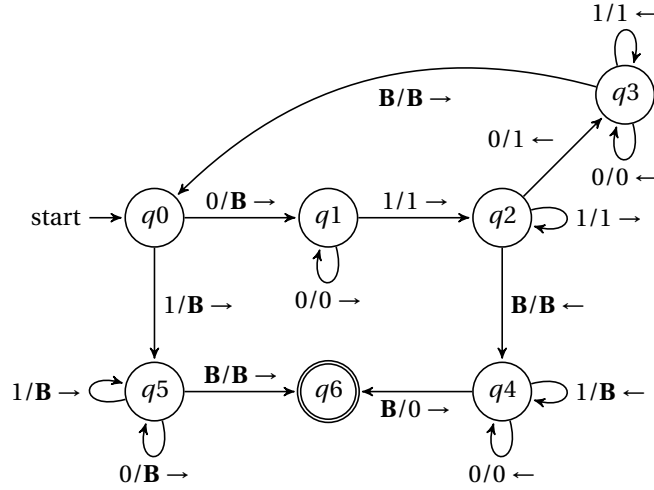 1/1 ←
q3
B/B →
0/1 ←
0/0 ←
start
q0
0/B →
q1
1/1 →
q2
1/1 →
0/0 →
1/B →
B/B ←
1/B →
q5
B/B →
q6
B/0 →
q4
1/B ←
0/B →
0/0 ←